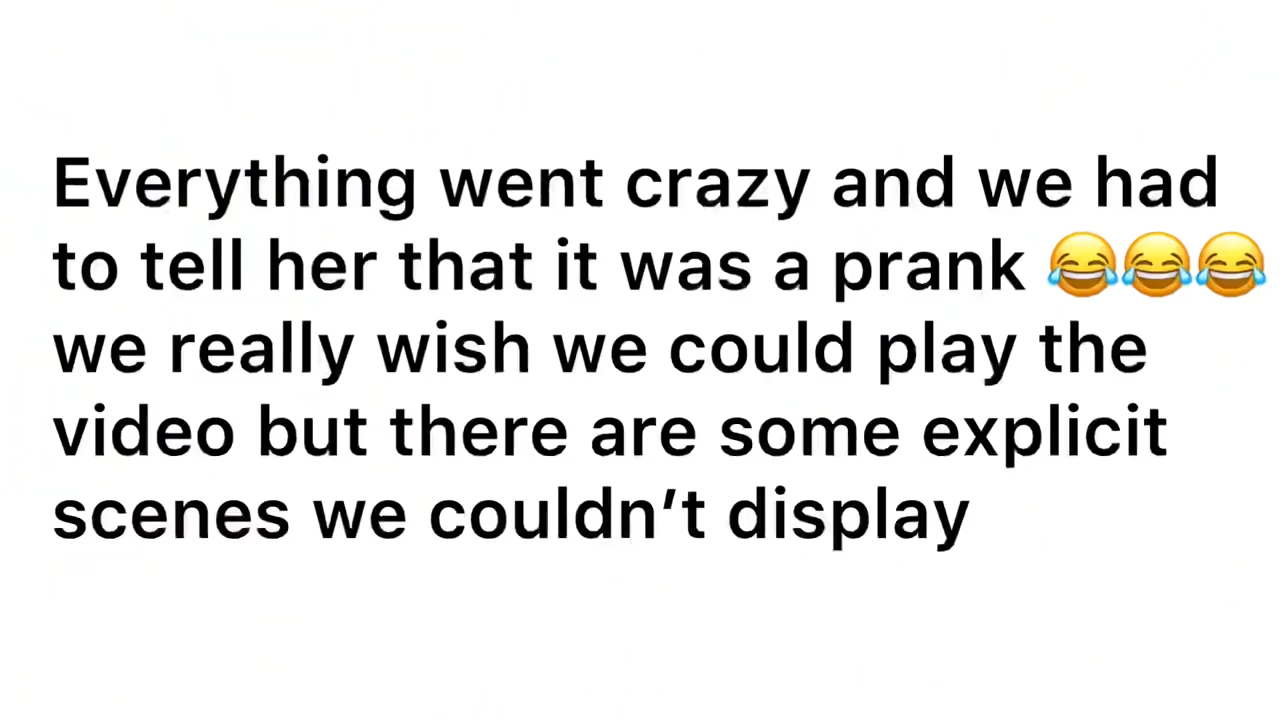 Everything went crazy and we had
to tell her that it was a prank 😂😂😂
we really wish we could play the
video but there are some explicit
scenes we couldn’t display